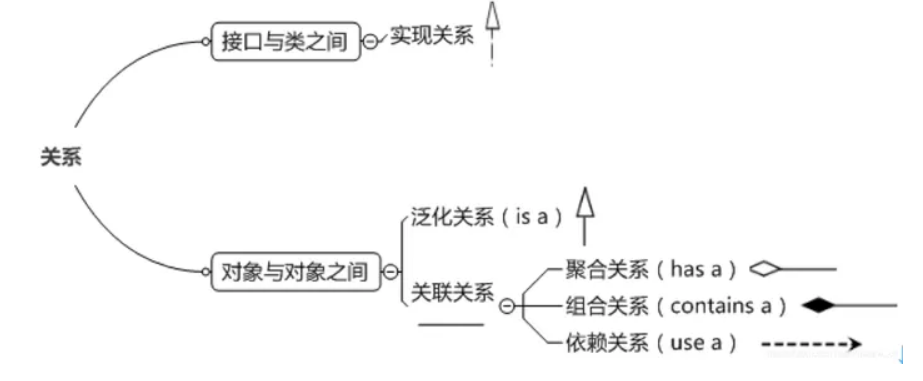 接口与类之间
实现关系
关系
泛化关系（is a）
对象与对象之间
关联关系
聚合关系（has a）
组合关系（contains a）
依赖关系（use a）